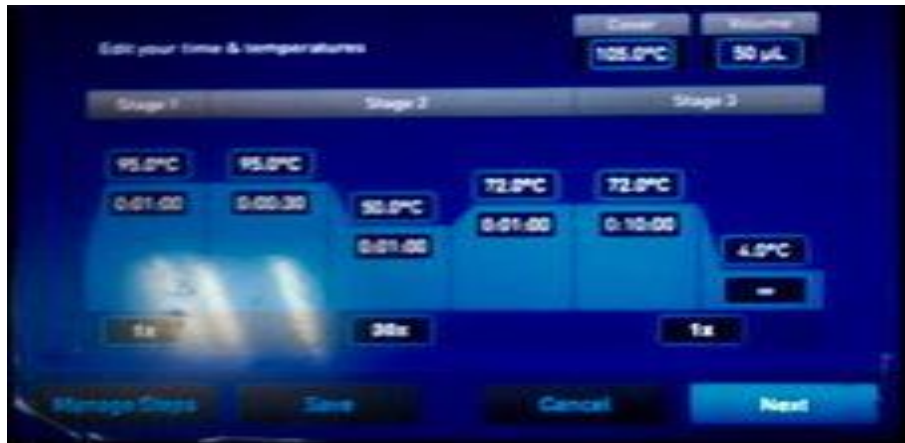 Cover Volume
Edit your time & temperatures
105.0°C 50 µL
Stage 1 Stage 2 Stage 3
95.0°C 95.0°C
72.0°C 72.0°C
0:01:00 0:00:30
50.0°C
0:01:00 0:10:00
0:01:00
4.0°C
1x 1x
Manage Steps Save Cancel Next